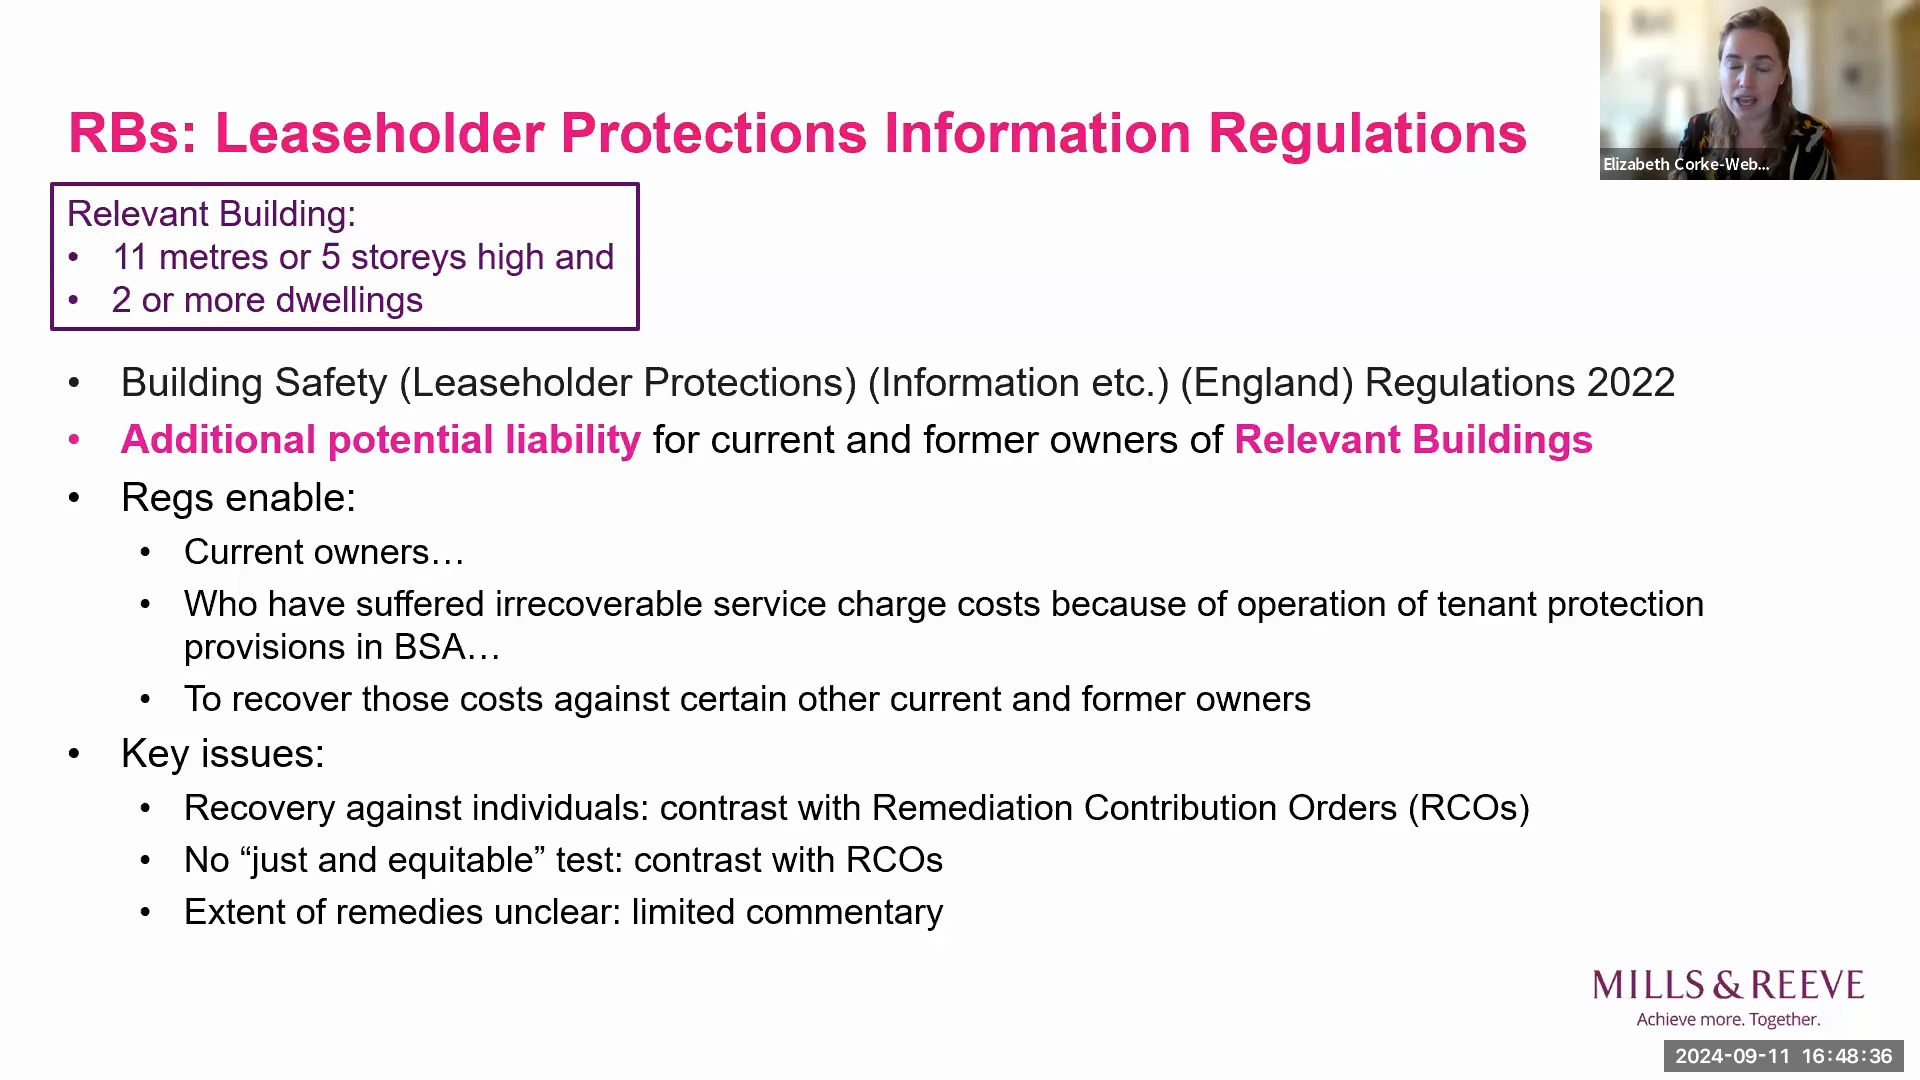 RBs: Leaseholder Protections Information Regulations
Elizabeth Corke-Web...
Relevant Building:
• 11 metres or 5 storeys high and
• 2 or more dwellings
• Building Safety (Leaseholder Protections) (Information etc.) (England) Regulations 2022
• Additional potential liability for current and former owners of Relevant Buildings
• Regs enable:
• Current owners…
• Who have suffered irrecoverable service charge costs because of operation of tenant protection
provisions in BSA…
• To recover those costs against certain other current and former owners
• Key issues:
• Recovery against individuals: contrast with Remediation Contribution Orders (RCOs)
• No “just and equitable” test: contrast with RCOs
• Extent of remedies unclear: limited commentary
MILLS & REEVE
Achieve more. Together.
2024-09-11 16:48:36